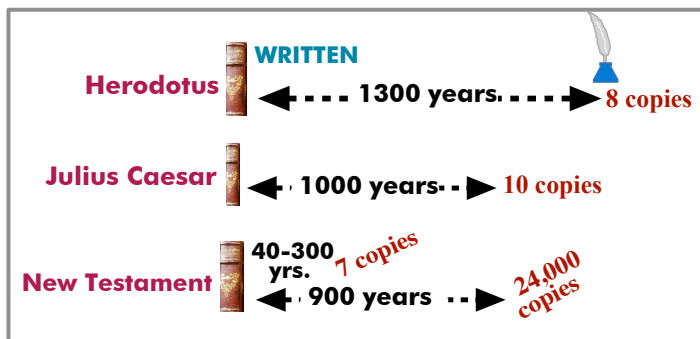 WRITTEN
Herodotus
1300 years
8 copies
Julius Caesar
1000 years
10 copies
New Testament
40-300
yrs.
7 copies
900 years
24,000
copies